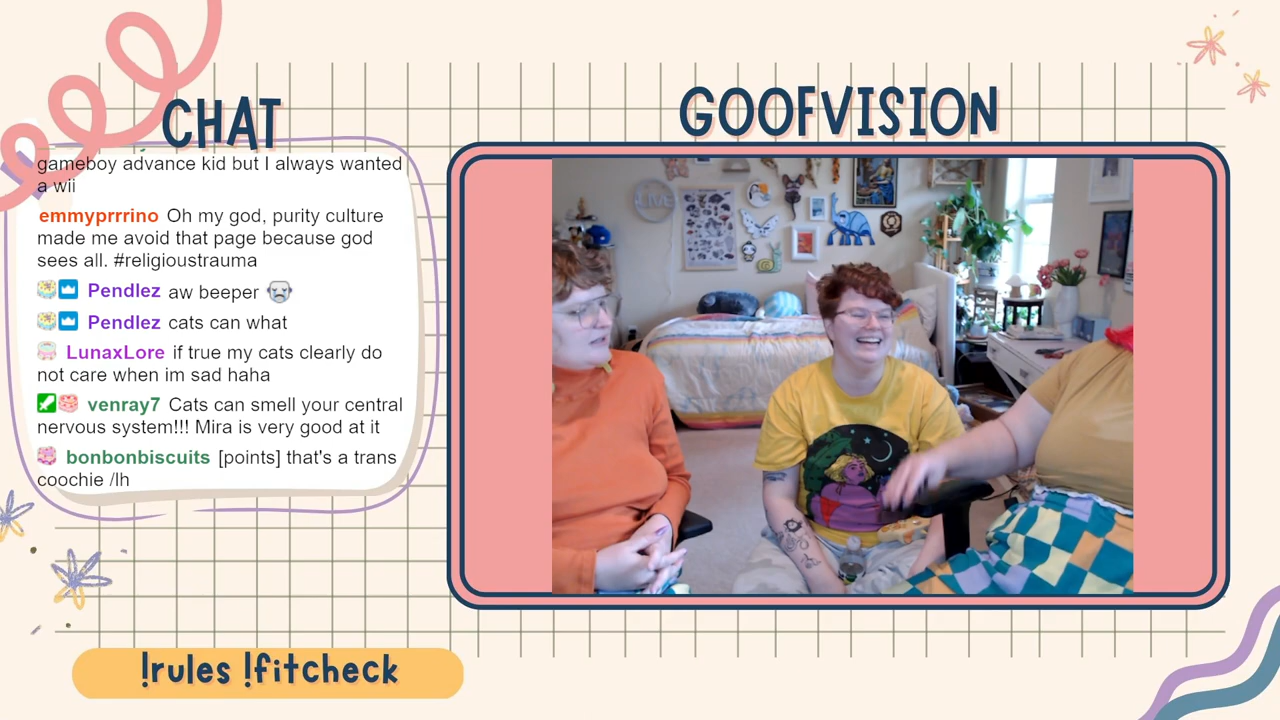 CHAT
GOOFVISION
gameboy advance kid but I always wanted
a wii
emmyprrrino Oh my god, purity culture
made me avoid that page because god
sees all. #religioustrauma
Pendlez aw beeper
Pendlez cats can what
LunaxLore if true my cats clearly do
not care when im sad haha
venray7 Cats can smell your central
nervous system!!! Mira is very good at it
bonbonbiscuits [points] that's a trans
coochie /lh
LIVE
!rules !fitcheck